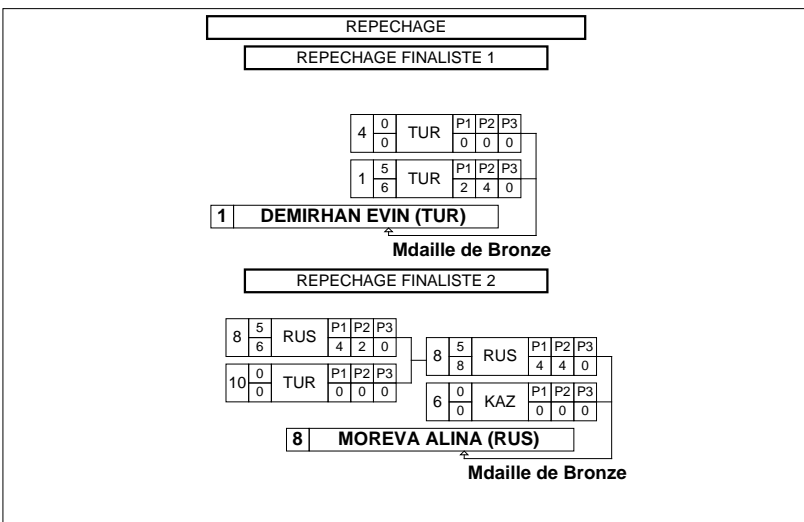 REPECHAGE
REPECHAGE FINALISTE 1
4 0 TUR P1 P2 P3
0 0 0 0
1 5 TUR P1 P2 P3
6 2 4 0
1 DEMIRHAN EVIN (TUR)
Mdaille de Bronze
REPECHAGE FINALISTE 2
8 5 RUS P1 P2 P3
6 4 2 0
10 0 TUR P1 P2 P3
0 0 0 0
8 5 RUS P1 P2 P3
8 4 4 0
6 0 KAZ P1 P2 P3
0 0 0 0
8 MOREVA ALINA (RUS)
Mdaille de Bronze